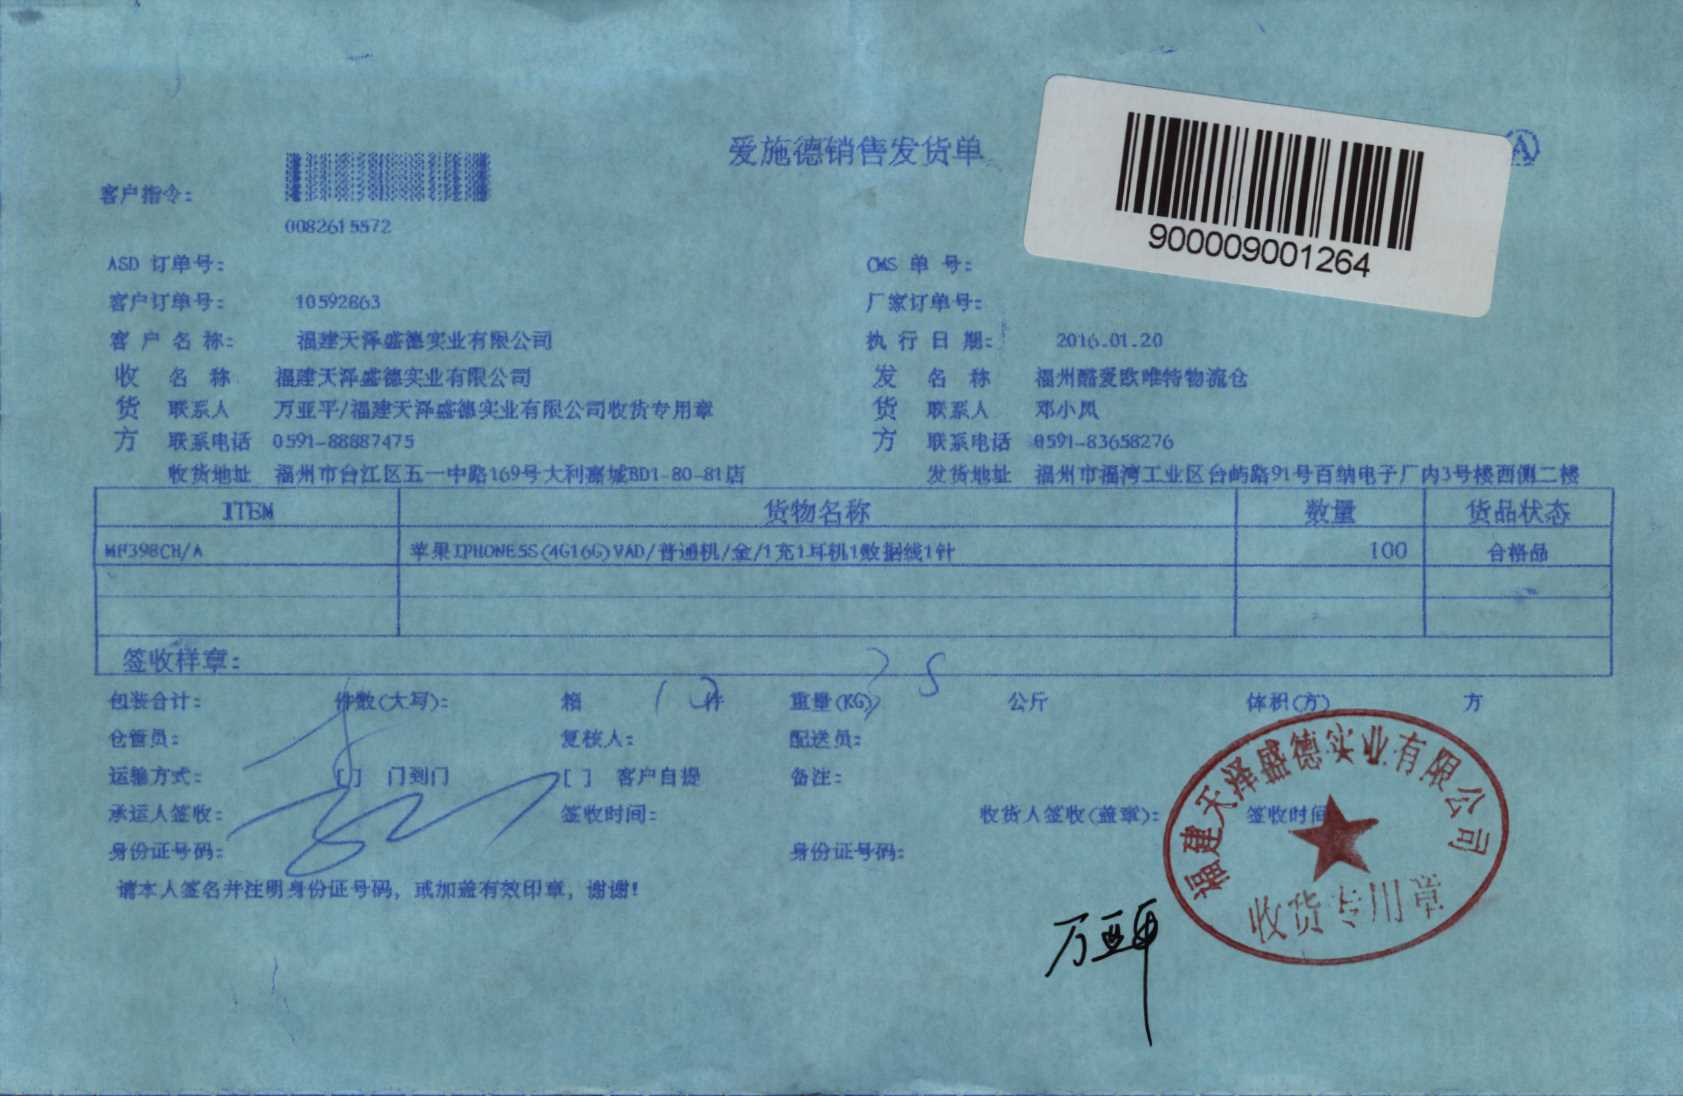 爱施德销售发货单
Ⓐ
9000090001264
客户指令：
0082615572
ASD 订单号：
CMS 单 号：
客户订单号： 10592863
厂家订单号：
客 户 名 称： 福建天泽盛德实业有限公司
执 行 日 期： 2016.01.20
收货方 名 称 福建天泽盛德实业有限公司
联系人 万亚平/福建天泽盛德实业有限公司收货专用章
联系电话 0591-88887475
收货地址 福州市台江区五一中路169号大利嘉城BD1-80-81店
发货方 名 称 福州酷爱欧唯特物流仓
联系人 邓小凤
联系电话 0591-83658276
发货地址 福州市福湾工业区台屿路91号百纳电子厂内3号楼西侧二楼
ITEM 货物名称 数量 货品状态
MF398CH/A 苹果IPHONE5S(4G16G)VAD/普通机/金/1充1耳机1数据线1针 100 合格品
签收样章：
包装合计： 件数(大写)： 箱 件 重量(KG) 公斤 体积(方) 方
仓管员： 复核人： 配送员：
运输方式： [ ] 门到门 [ ] 客户自提 备注：
承运人签收： 签收时间： 收货人签收(盖章)： 签收时间
身份证号码： 身份证号码：
请本人签名并注明身份证号码，或加盖有效印章，谢谢！
福建天泽盛德实业有限公司
收货专用章
万亚平